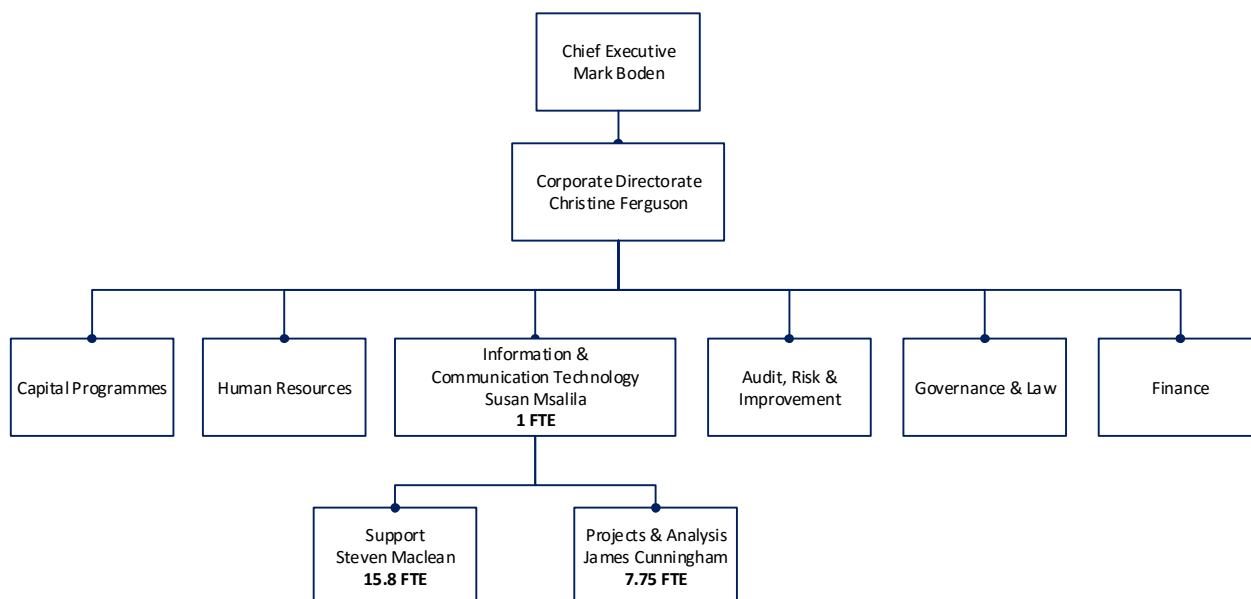 Chief Executive
Mark Boden
Corporate Directorate
Christine Ferguson
Capital Programmes
Human Resources
Information &
Communication Technology
Susan Msalila
1 FTE
Audit, Risk &
Improvement
Governance & Law
Finance
Support
Steven Maclean
15.8 FTE
Projects & Analysis
James Cunningham
7.75 FTE